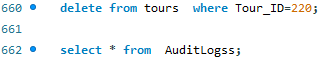 660 delete from tours where Tour_ID=220;
661
662 select * from AuditLogss;